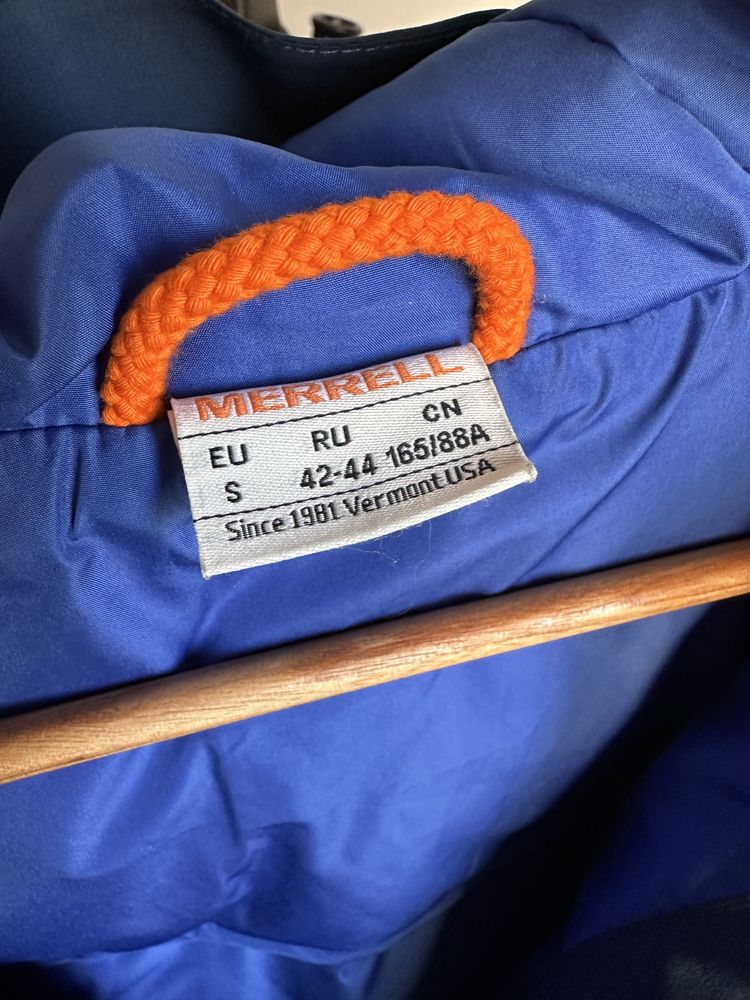 MERRELL
EU RU CN
S 42-44 165/88A
Since 1981 Vermont USA